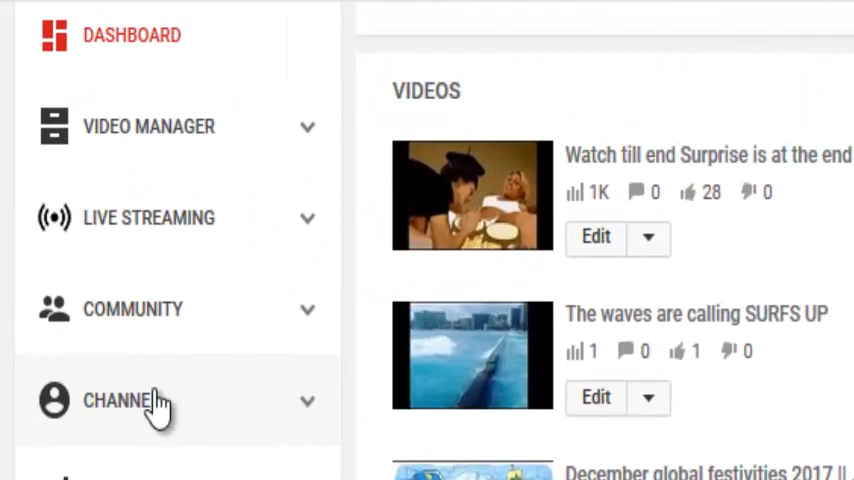 DASHBOARD
VIDEO MANAGER
LIVE STREAMING
COMMUNITY
CHANNEL
VIDEOS
Watch till end Surprise is at the end
1K 0 28 0
Edit
The waves are calling SURFS UP
1 0 1 0
Edit
December global festivities 2017 ||